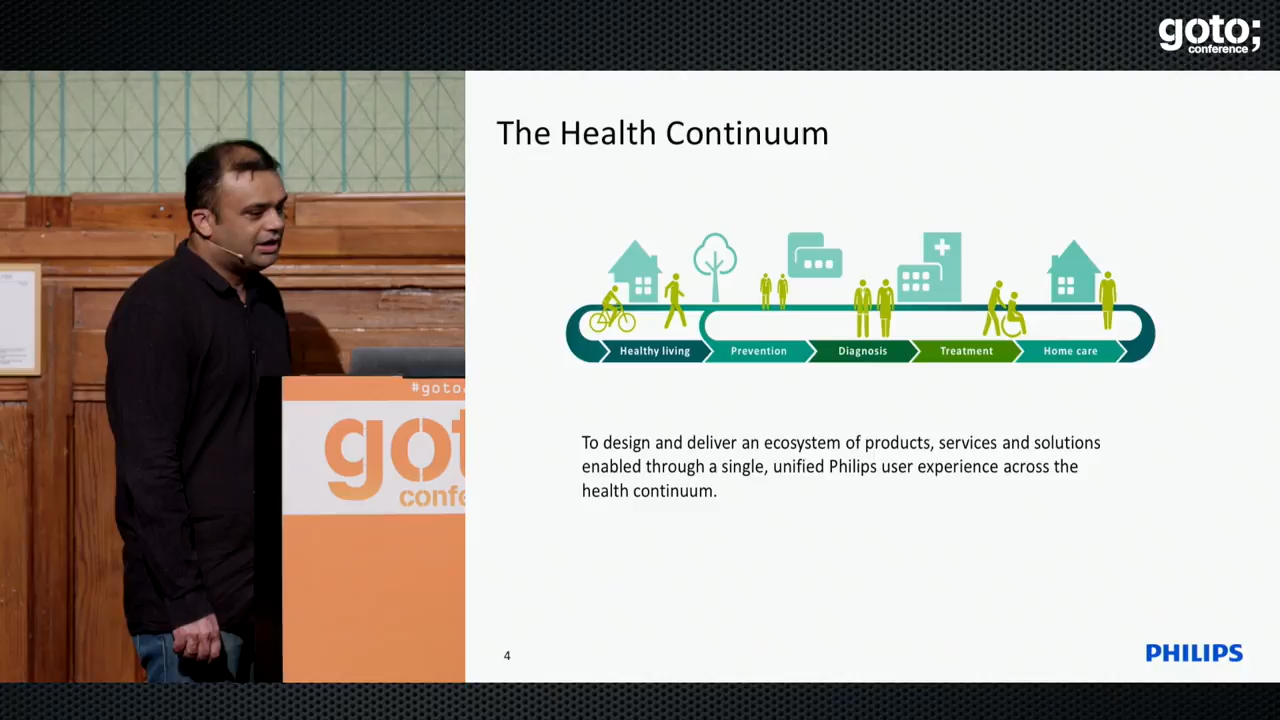 goto;
conference
The Health Continuum
Healthy living
Prevention
Diagnosis
Treatment
Home care
#goto
got
confe
To design and deliver an ecosystem of products, services and solutions
enabled through a single, unified Philips user experience across the
health continuum.
4
PHILIPS